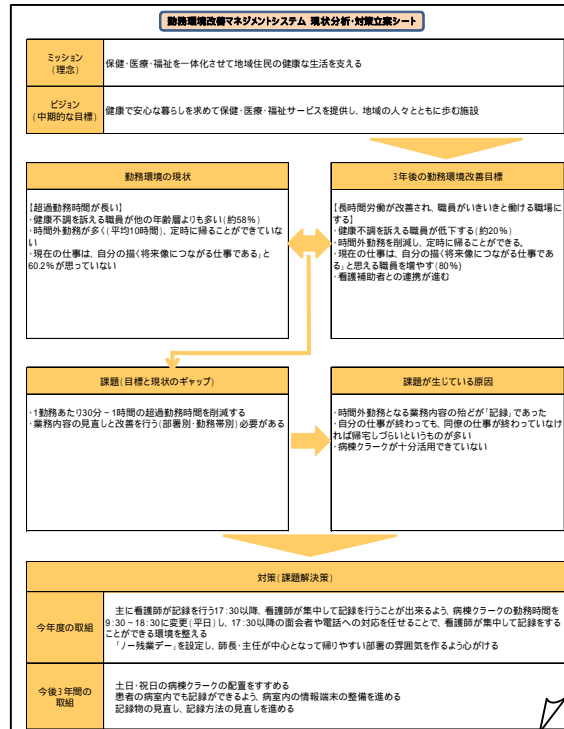 勤務環境改善マネジメントシステム 現状分析・対策立案シート
ミッション
(理念)
保健・医療・福祉を一体化させて地域住民の健康な生活を支える
ビジョン
(中期的な目標)
健康で安心な暮らしを求めて保健・医療・福祉サービスを提供し、地域の人々とともに歩む施設
勤務環境の現状
【超過勤務時間が長い】
・健康不調を訴える職員が他の年齢層よりも多い(約58%)
・時間外勤務が多く(平均10時間)、定時に帰ることができていな
い
・現在の仕事は、自分の描く「将来像につながる仕事である」と
60.2%が思っていない
3年後の勤務環境改善目標
【長時間労働が改善され、職員がいきいきと働ける職場に
する】
・健康不調を訴える職員が低下する(約20%)
・時間外勤務を削減し、定時に帰ることができる。
・現在の仕事は、自分の描く「将来像につながる仕事であ
る」と思える職員を増やす(80%)
・看護補助者との連携が進む
課題(目標と現状のギャップ)
・1勤務あたり30分-1時間の超過勤務時間を削減する
・業務内容の見直しと改善を行う(部署別・勤務帯別)必要がある
課題が生じている原因
・時間外勤務となる業務内容の殆どが「記録」であった
・自分の仕事が終わっても、同僚の仕事が終わっていなけ
れば帰宅しづらいというものが多い
・病棟クラークが十分活用できていない
対策(課題解決策)
今年度の取組
主に看護師が記録を行う17:30以降、看護師が集中して記録を行うことが出来るよう、病棟クラークの勤務時間を
9:30-18:30に変更(平日)し、17:30以降の面会者や電話への対応を任せることで、看護師が集中して記録をする
ことができる環境を整える
「ノー残業デー」を設定し、師長・主任が中心となって帰りやすい部署の雰囲気を作るよう心がける
今後3年間の
取組
土日・祝日の病棟クラークの配置をすすめる
患者の病室内でも記録ができるよう、病室内の情報端末の整備を進める
記録物の見直し、記録方法の見直しを進める